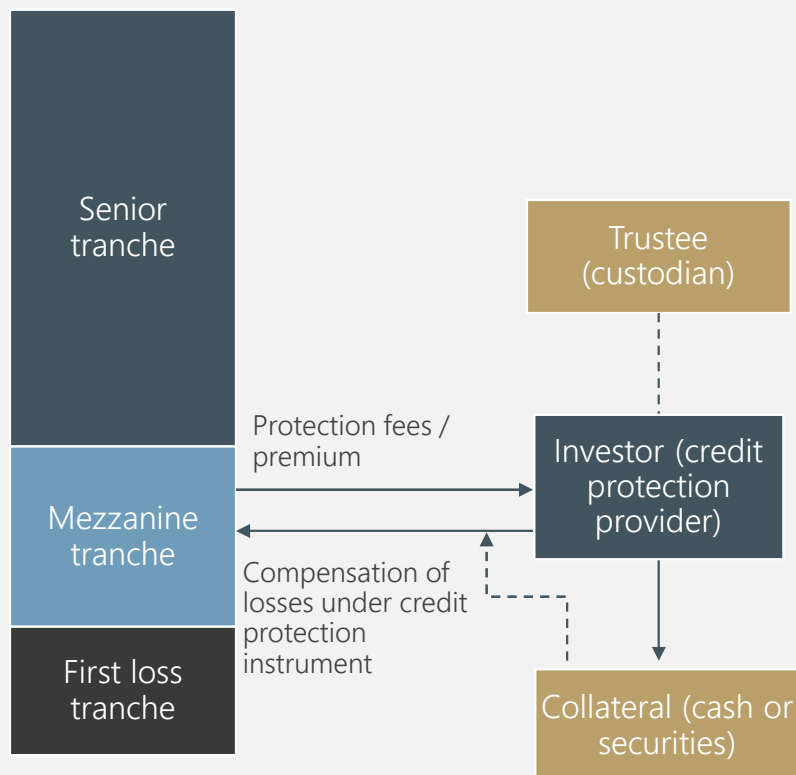 Senior
tranche
Trustee
(custodian)
Protection fees /
premium
Investor (credit
protection
provider)
Mezzanine
tranche
Compensation of
losses under credit
protection
instrument
First loss
tranche
Collateral (cash or
securities)